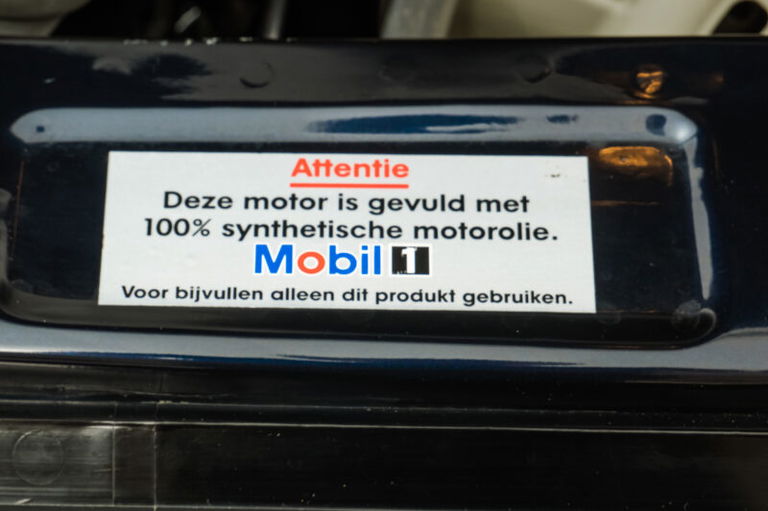 Attentie
Deze motor is gevuld met
100% synthetische motorolie.
Mobil 1
Voor bijvullen alleen dit produkt gebruiken.